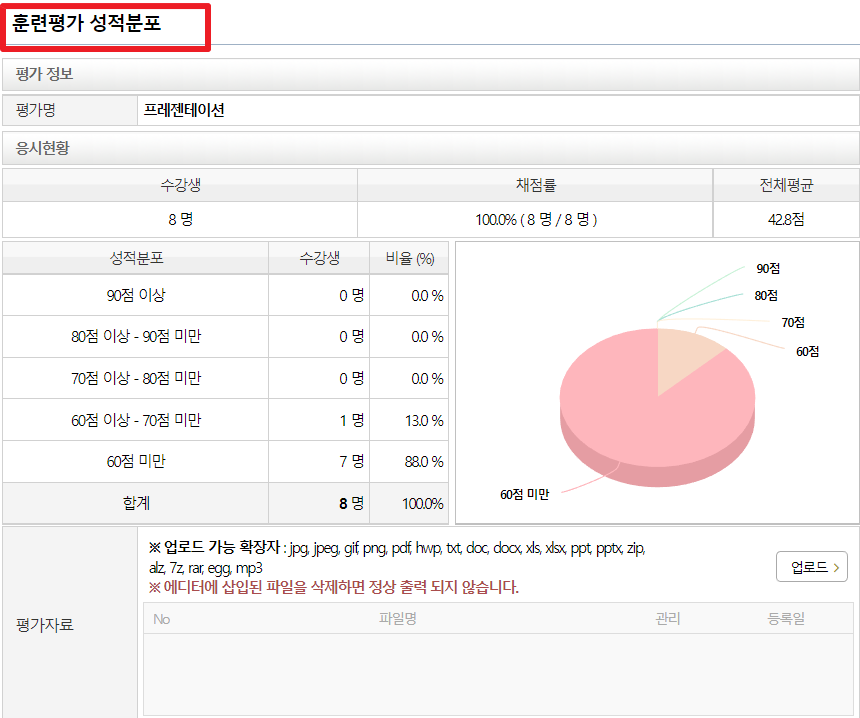 훈련평가 성적분포
평가 정보
평가명 프레젠테이션
응시현황
수강생 채점률 전체평균
8 명 100.0% ( 8 명 / 8 명 ) 42.8점
성적분포 수강생 비율 (%)
90점 이상 0 명 0.0 %
80점 이상 - 90점 미만 0 명 0.0 %
70점 이상 - 80점 미만 0 명 0.0 %
60점 이상 - 70점 미만 1 명 13.0 %
60점 미만 7 명 88.0 %
합계 8 명 100.0%
90점
80점
70점
60점
60점 미만
평가자료
※ 업로드 가능 확장자 : jpg, jpeg, gif, png, pdf, hwp, txt, doc, docx, xls, xlsx, ppt, pptx, zip,
alz, 7z, rar, egg, mp3
※ 에디터에 삽입된 파일을 삭제하면 정상 출력 되지 않습니다.
업로드 >
No 파일명 관리 등록일